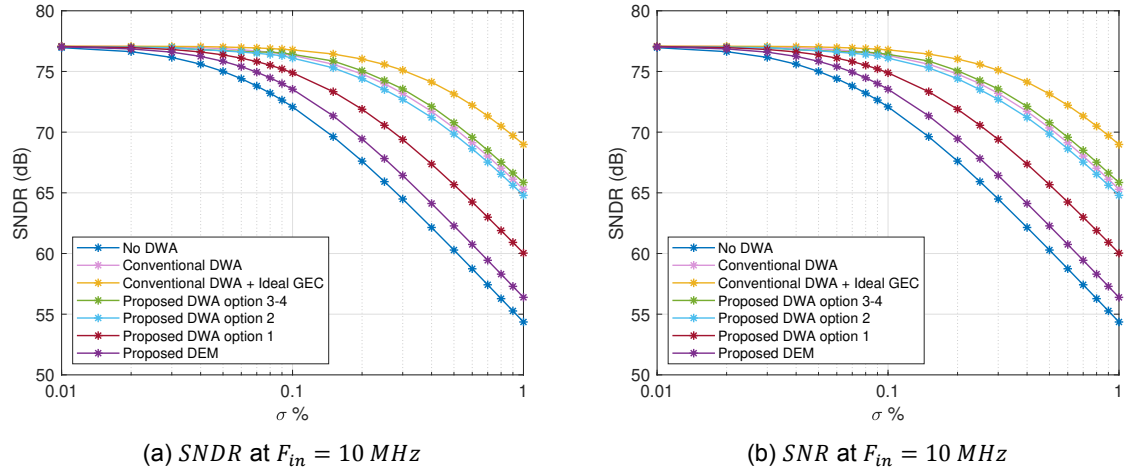 80
75
70
65
60
55
50
SNDR (dB)
No DWA
Conventional DWA
Conventional DWA + Ideal GEC
Proposed DWA option 3-4
Proposed DWA option 2
Proposed DWA option 1
Proposed DEM
0.01 0.1 1
σ %
(a) SNDR at F_in = 10 MHz
80
75
70
65
60
55
50
SNDR (dB)
No DWA
Conventional DWA
Conventional DWA + Ideal GEC
Proposed DWA option 3-4
Proposed DWA option 2
Proposed DWA option 1
Proposed DEM
0.01 0.1 1
σ %
(b) SNR at F_in = 10 MHz